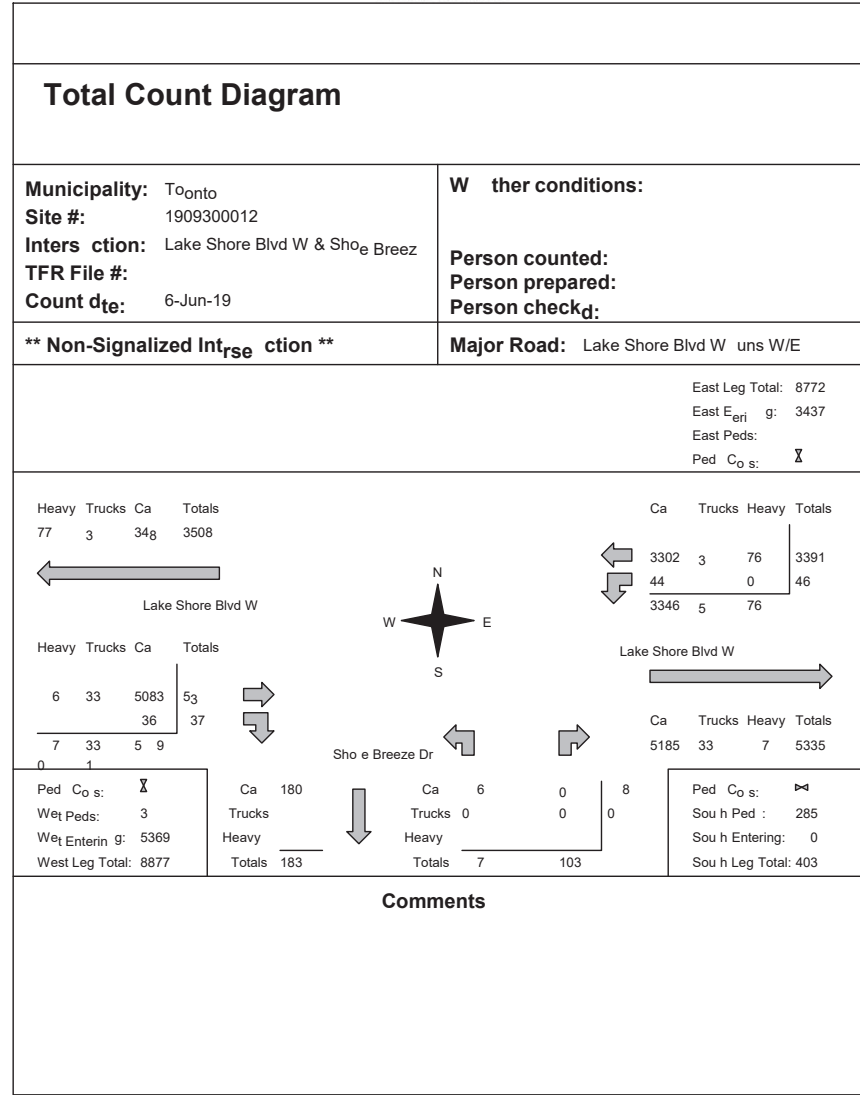 Total Count Diagram
Municipality: Toonto
Site #: 1909300012
Inters ction: Lake Shore Blvd W & Shoe Breez
TFR File #:
Count dte: 6-Jun-19
W ther conditions:
Person counted:
Person prepared:
Person checkd:
** Non-Signalized Intrse ction **
Major Road: Lake Shore Blvd W uns W/E
East Leg Total: 8772
East Eeri g: 3437
East Peds:
Ped Co s:
Heavy Trucks Ca Totals
77 3 348 3508
Lake Shore Blvd W
Heavy Trucks Ca Totals
6 33 5083 53
36 37
7 33 5 9
0 1
N
W E
S
Ca Trucks Heavy Totals
3302 3 76 3391
44 0 46
3346 5 76
Lake Shore Blvd W
Ca Trucks Heavy Totals
5185 33 7 5335
Sho e Breeze Dr
Ped Co s:
Wet Peds: 3
Wet Enterin g: 5369
West Leg Total: 8877
Ca 180
Trucks
Heavy
Totals 183
Ca 6 0 8
Trucks 0 0 0
Heavy
Totals 7 103
Ped Co s:
Sou h Ped : 285
Sou h Entering: 0
Sou h Leg Total: 403
Comments